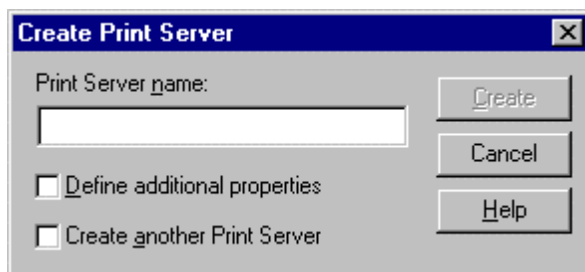 Create Print Server
Print Server name:
Create
Cancel
Define additional properties
Help
Create another Print Server